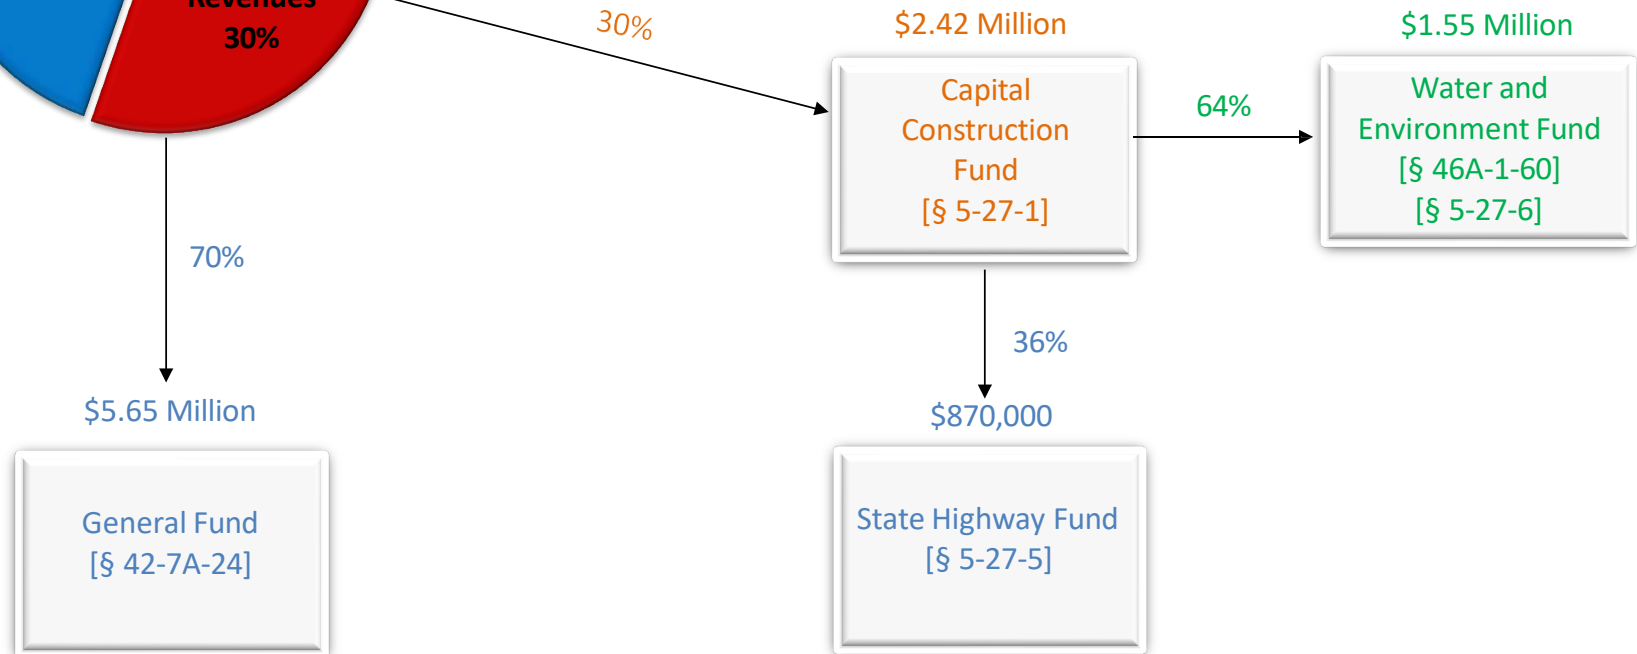 Revenues
30%
30%
$2.42 Million
$1.55 Million
Capital
Construction
Fund
[§ 5-27-1]
64%
Water and
Environment Fund
[§ 46A-1-60]
[§ 5-27-6]
70%
36%
$5.65 Million
$870,000
General Fund
[§ 42-7A-24]
State Highway Fund
[§ 5-27-5]